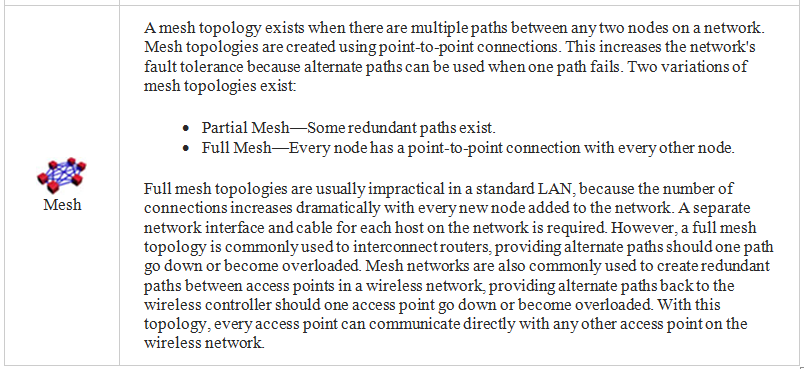 A mesh topology exists when there are multiple paths between any two nodes on a network.
Mesh topologies are created using point-to-point connections. This increases the network's
fault tolerance because alternate paths can be used when one path fails. Two variations of
mesh topologies exist:
• Partial Mesh—Some redundant paths exist.
• Full Mesh—Every node has a point-to-point connection with every other node.
Mesh
Full mesh topologies are usually impractical in a standard LAN, because the number of
connections increases dramatically with every new node added to the network. A separate
network interface and cable for each host on the network is required. However, a full mesh
topology is commonly used to interconnect routers, providing alternate paths should one path
go down or become overloaded. Mesh networks are also commonly used to create redundant
paths between access points in a wireless network, providing alternate paths back to the
wireless controller should one access point go down or become overloaded. With this
topology, every access point can communicate directly with any other access point on the
wireless network.